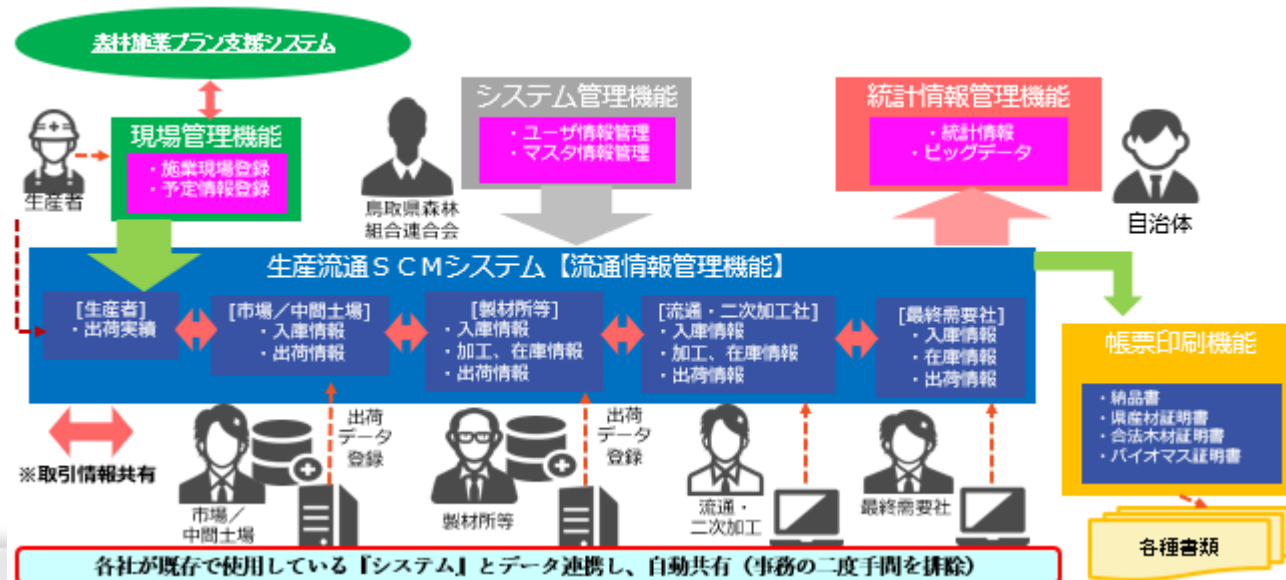 森林施業プラン支援システム
システム管理機能
・ユーザ情報管理
・マスタ情報管理
統計情報管理機能
・統計情報
・ビッグデータ
現場管理機能
・施業現場登録
・予定情報登録
生産者
鳥取県森林
組合連合会
自治体
生産流通SCMシステム【流通情報管理機能】
[生産者]
・出荷実績
[市場/中間土場]
・入庫情報
・出荷情報
[製材所等]
・入庫情報
・加工、在庫情報
・出荷情報
[流通・二次加工社]
・入庫情報
・加工、在庫情報
・出荷情報
[最終需要社]
・入庫情報
・在庫情報
・出荷情報
帳票印刷機能
・納品書
・県産材証明書
・合法木材証明書
・バイオマス証明書
※取引情報共有
市場/
中間土場
出荷
データ
登録
製材所等
出荷
データ
登録
流通・
二次加工
最終需要社
各種書類
各社が既存で使用している『システム』とデータ連携し、自動共有（事務の二度手間を排除）